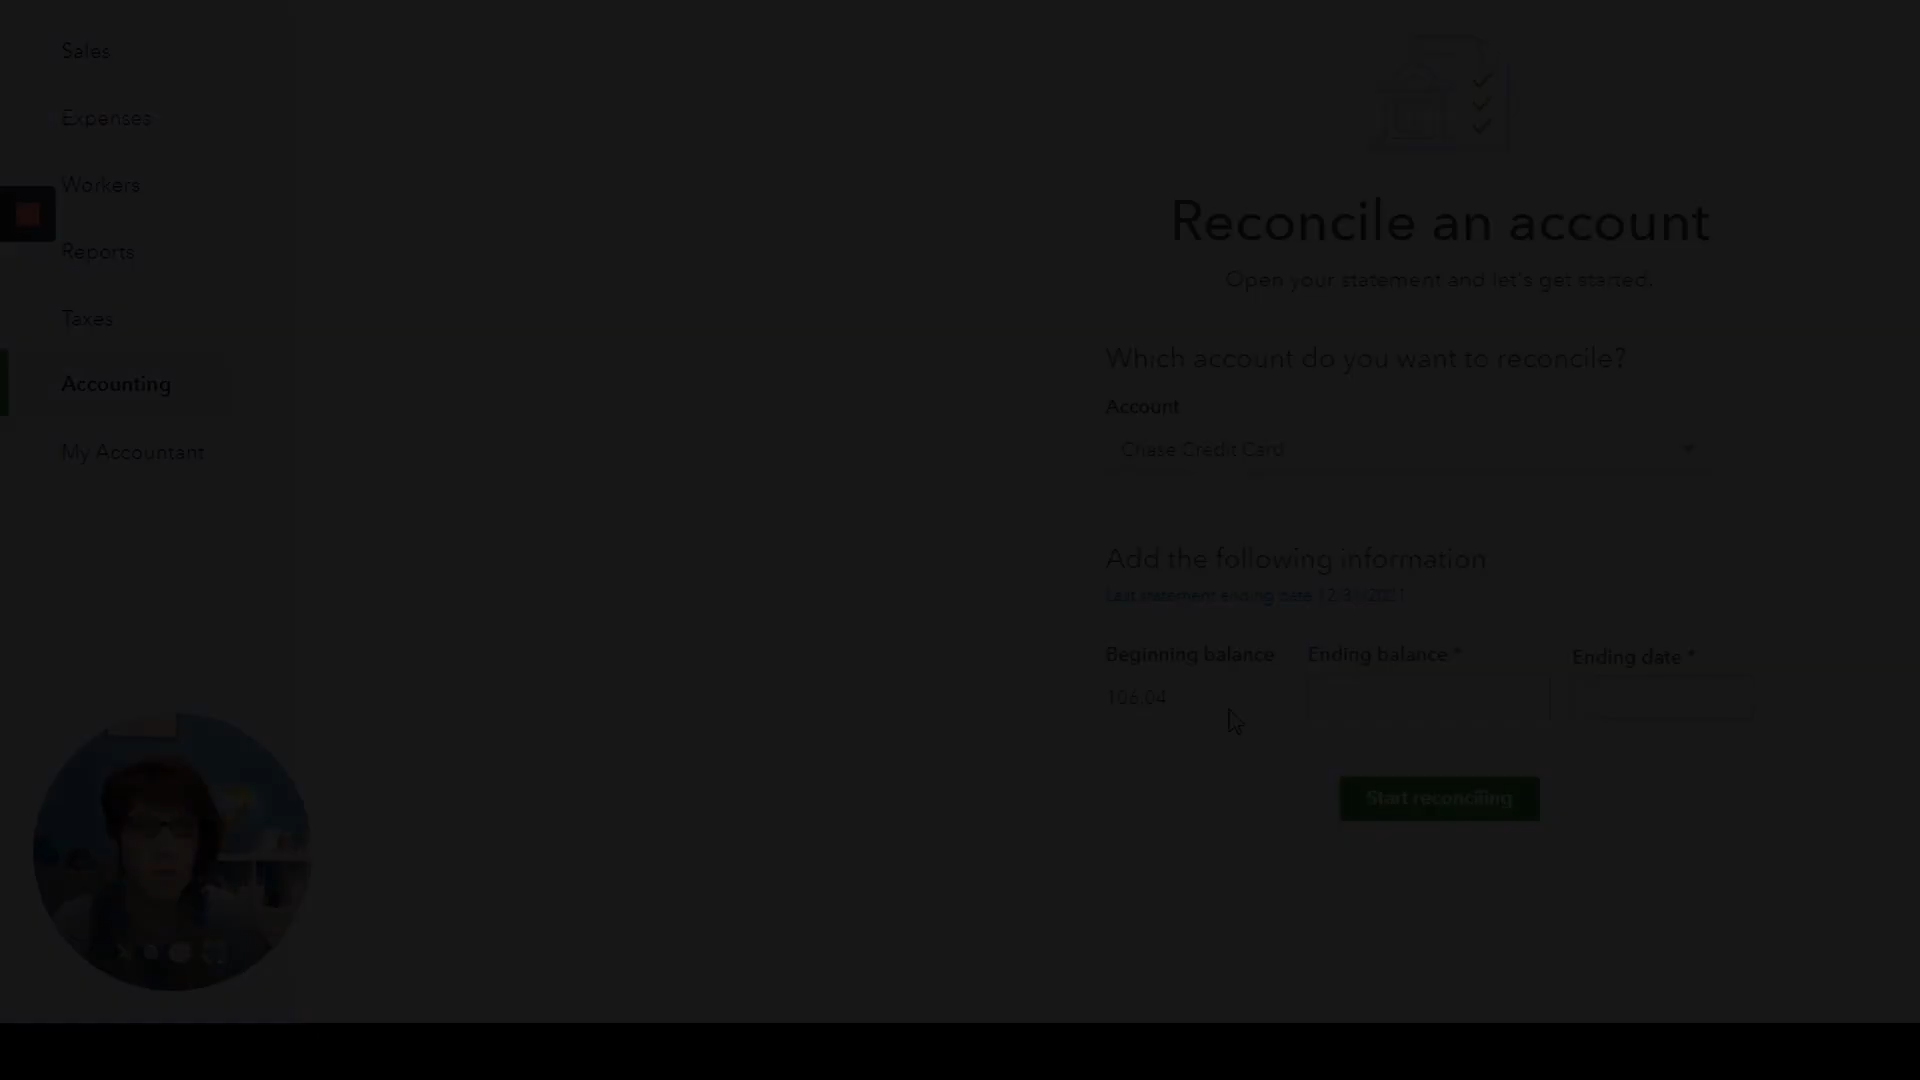 Sales
Expenses
Workers
Reports
Taxes
Accounting
My Accountant
Reconcile an account
Open your statement and let's get started.
Which account do you want to reconcile?
Account
Chase Credit Card
Add the following information
Last statement ending date
Beginning balance
Ending balance *
Ending date *
106.04
Start reconciling